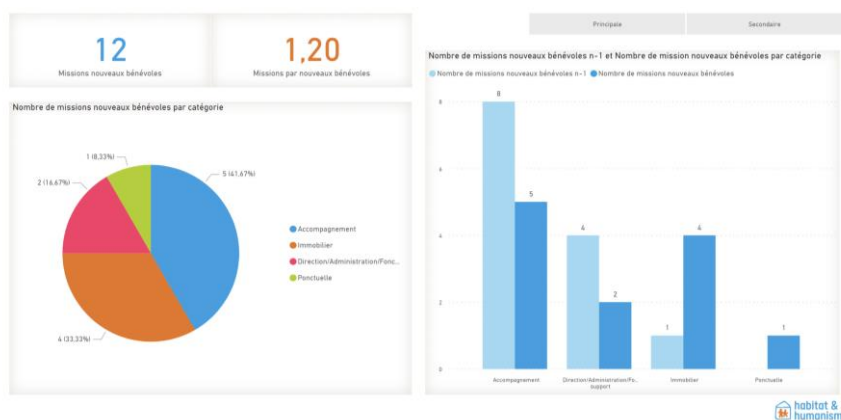 12
Missions nouveaux bénévoles
1,20
Missions par nouveaux bénévoles
Principale
Secondaire
Nombre de missions nouveaux bénévoles par catégorie
1 (8,33%)
2 (16,67%)
5 (41,67%)
4 (33,33%)
Accompagnement
Immobilier
Direction/Administration/Fonc...
Ponctuelle
Nombre de missions nouveaux bénévoles n-1 et Nombre de mission nouveaux bénévoles par catégorie
Nombre de missions nouveaux bénévoles n-1
Nombre de missions nouveaux bénévoles
8
6
4
2
0
8
5
4
2
1
4
1
Accompagnement
Direction/Administration/Fo...
support
Immobilier
Ponctuelle
habitat &
humanism